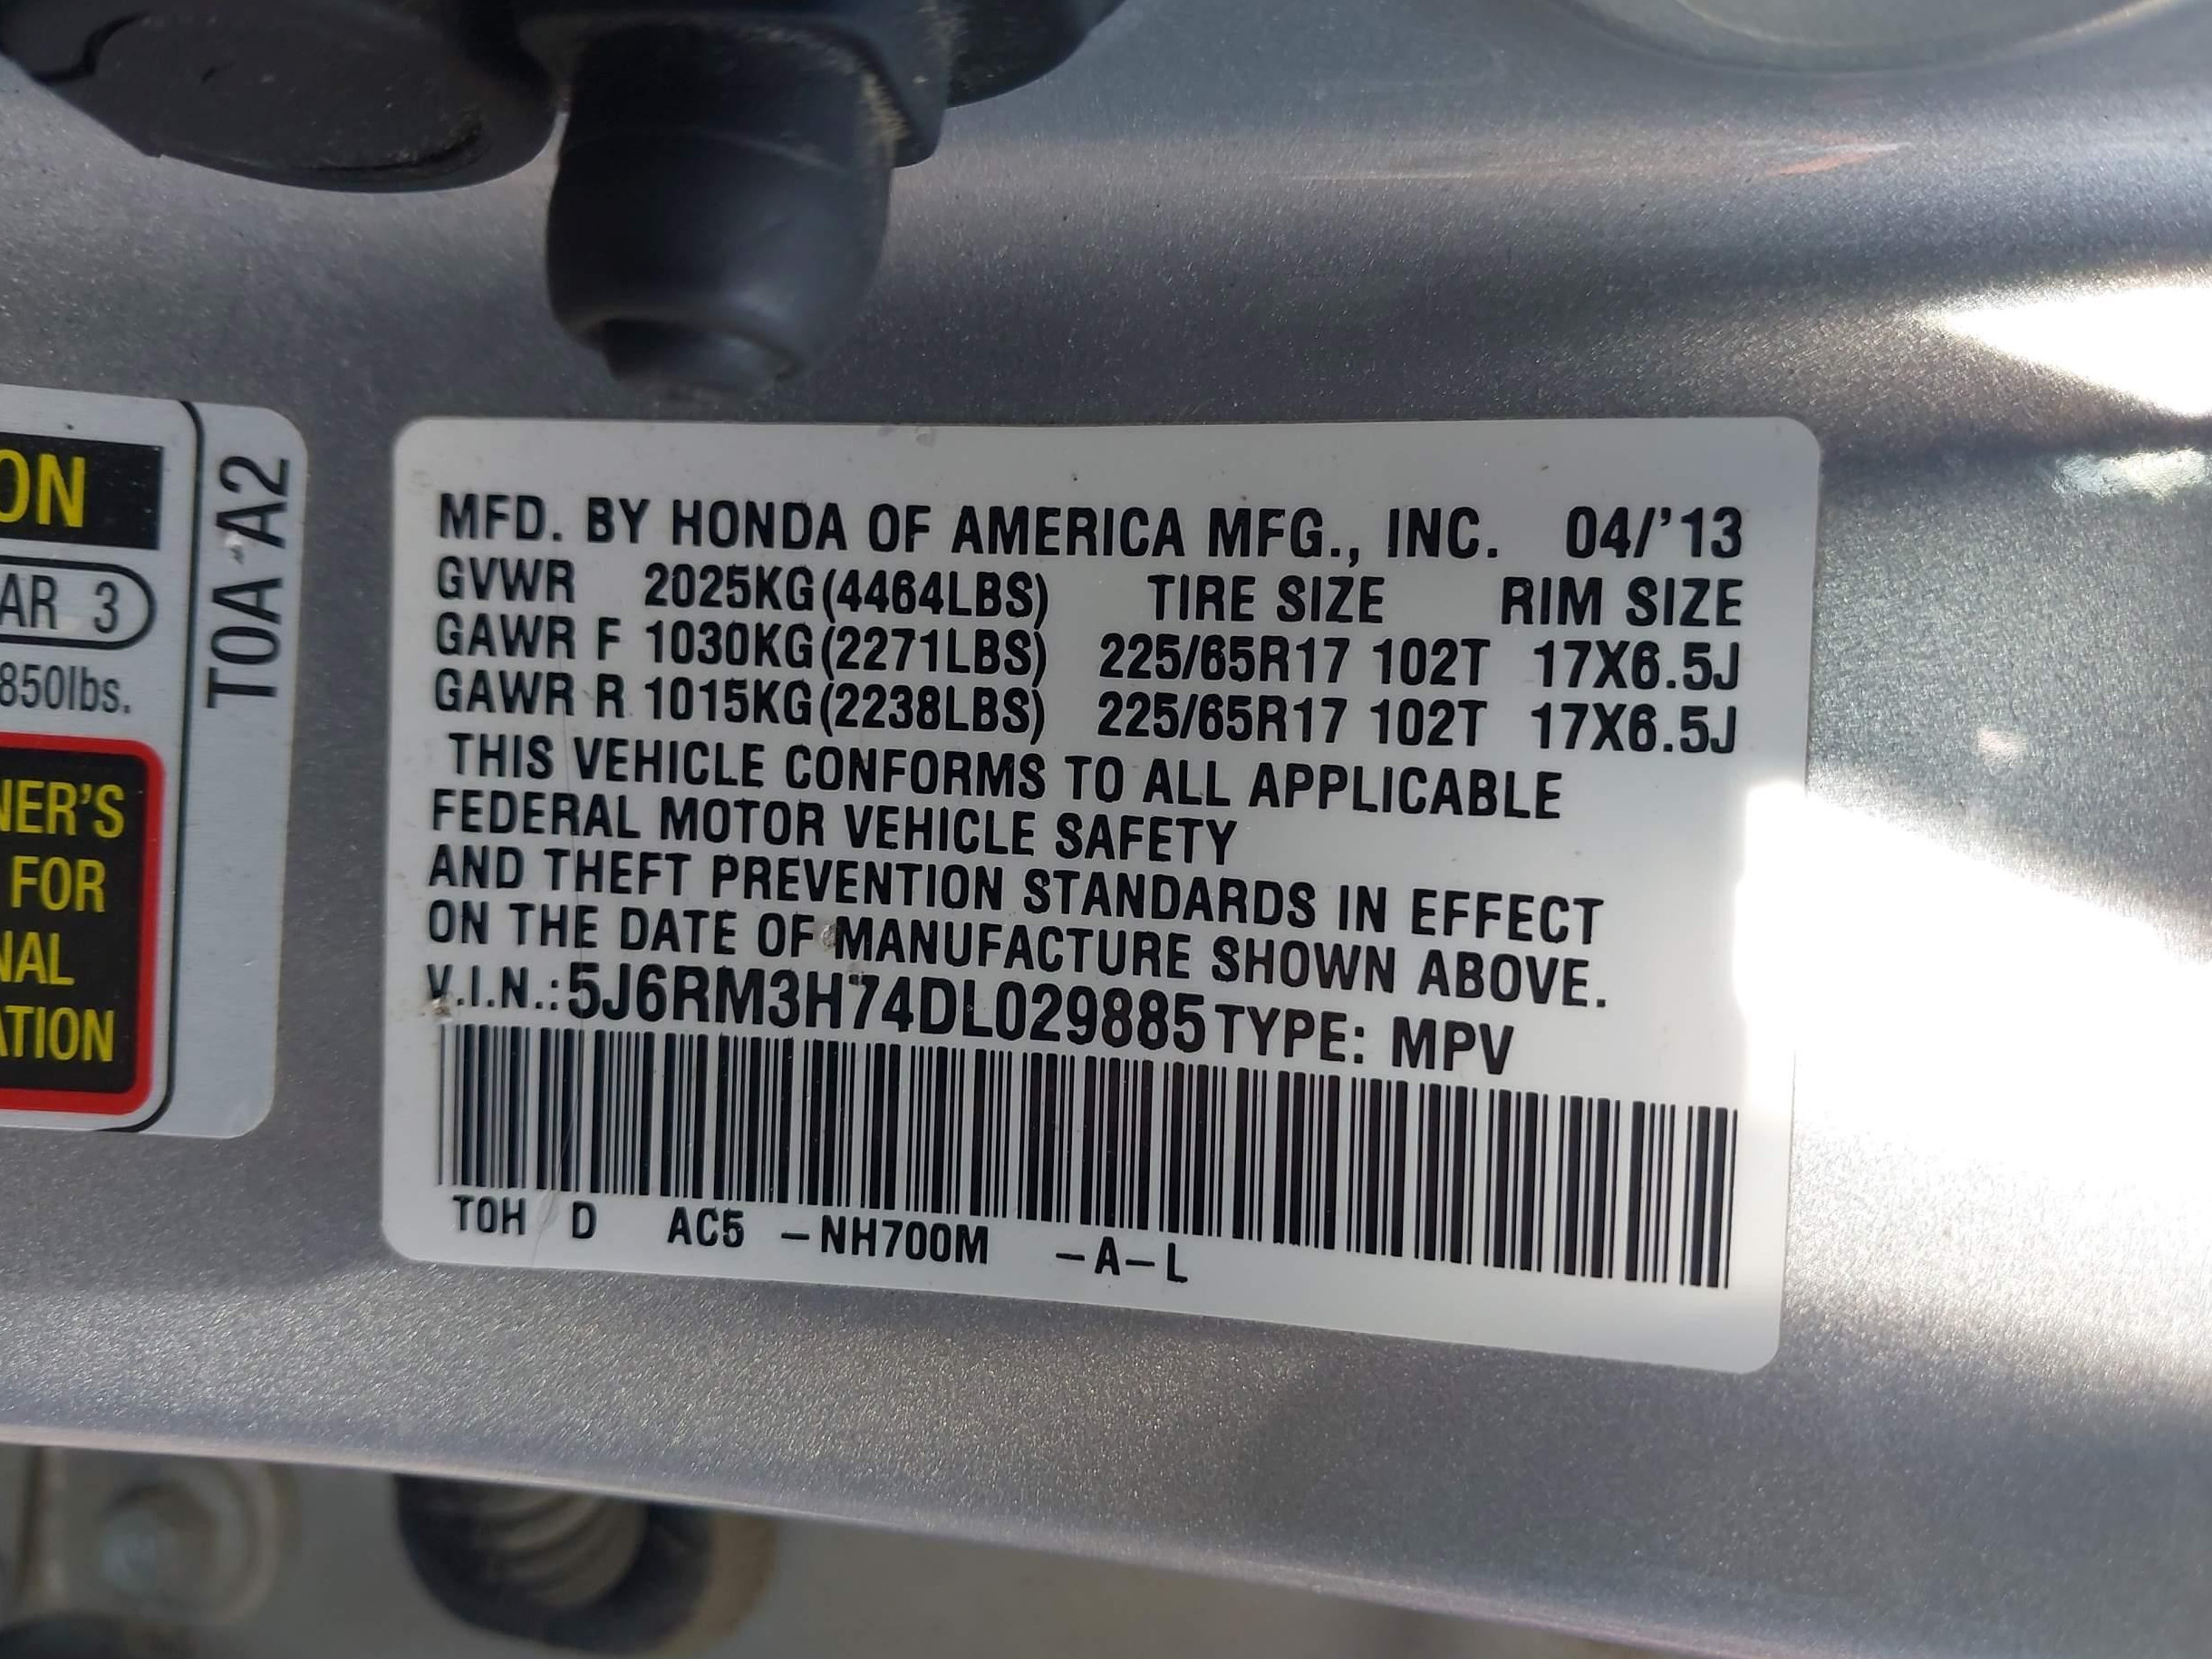 ON
AR 3
850lbs.
NER'S
FOR
NAL
ATION
T0A A2
MFD. BY HONDA OF AMERICA MFG., INC. 04/'13
GVWR 2025KG(4464LBS) TIRE SIZE RIM SIZE
GAWR F 1030KG(2271LBS) 225/65R17 102T 17X6.5J
GAWR R 1015KG(2238LBS) 225/65R17 102T 17X6.5J
THIS VEHICLE CONFORMS TO ALL APPLICABLE
FEDERAL MOTOR VEHICLE SAFETY
AND THEFT PREVENTION STANDARDS IN EFFECT
ON THE DATE OF MANUFACTURE SHOWN ABOVE.
V.I.N.: 5J6RM3H74DL029885 TYPE: MPV
T0H D AC5 -NH700M -A-L